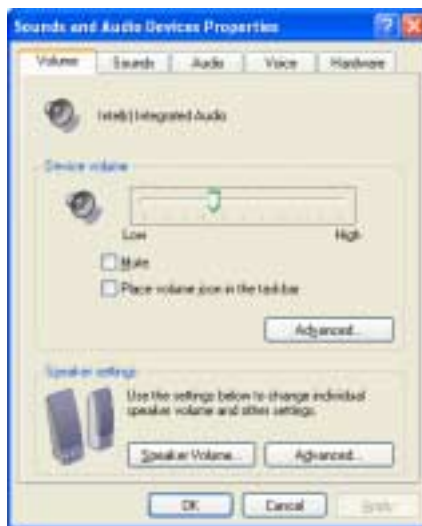 Sounds and Audio Devices Properties
Volume Sounds Audio Voice Hardware
Intel(r) Integrated Audio
Device volume
Low High
Mute
Place volume icon in the taskbar
Advanced...
Speaker settings
Use the settings below to change individual
speaker volume and other settings.
Speaker Volume... Advanced...
OK Cancel Apply